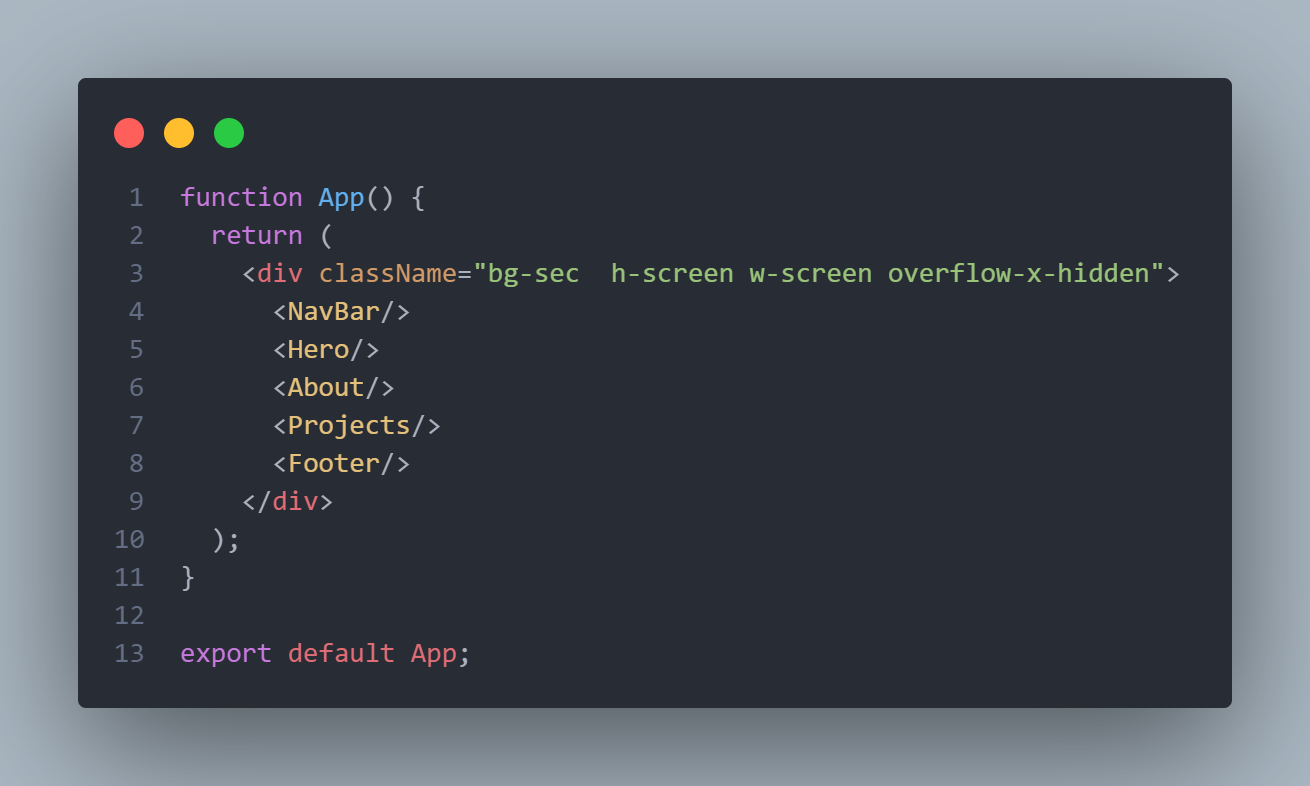 1 function App() {
2   return (
3     <div className="bg-sec  h-screen w-screen overflow-x-hidden">
4       <NavBar/>
5       <Hero/>
6       <About/>
7       <Projects/>
8       <Footer/>
9     </div>
10   );
11 }
12
13 export default App;